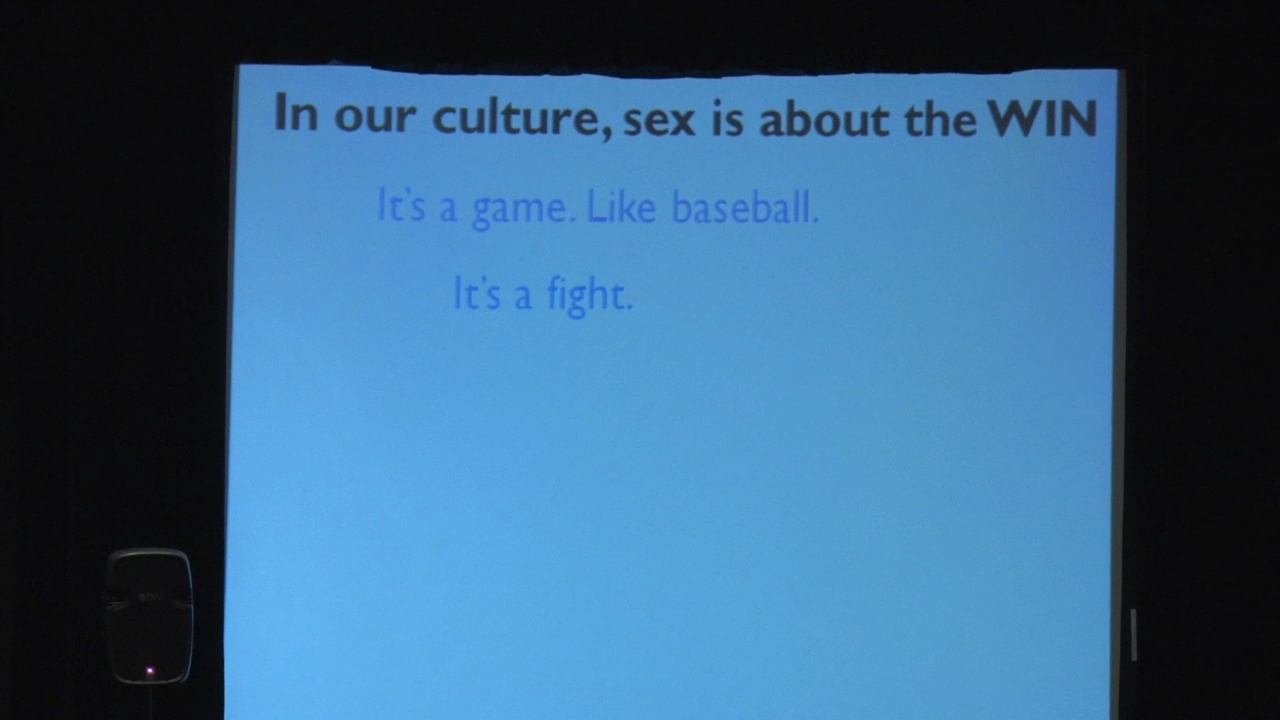 In our culture, sex is about the WIN
It's a game. Like baseball.
It's a fight.